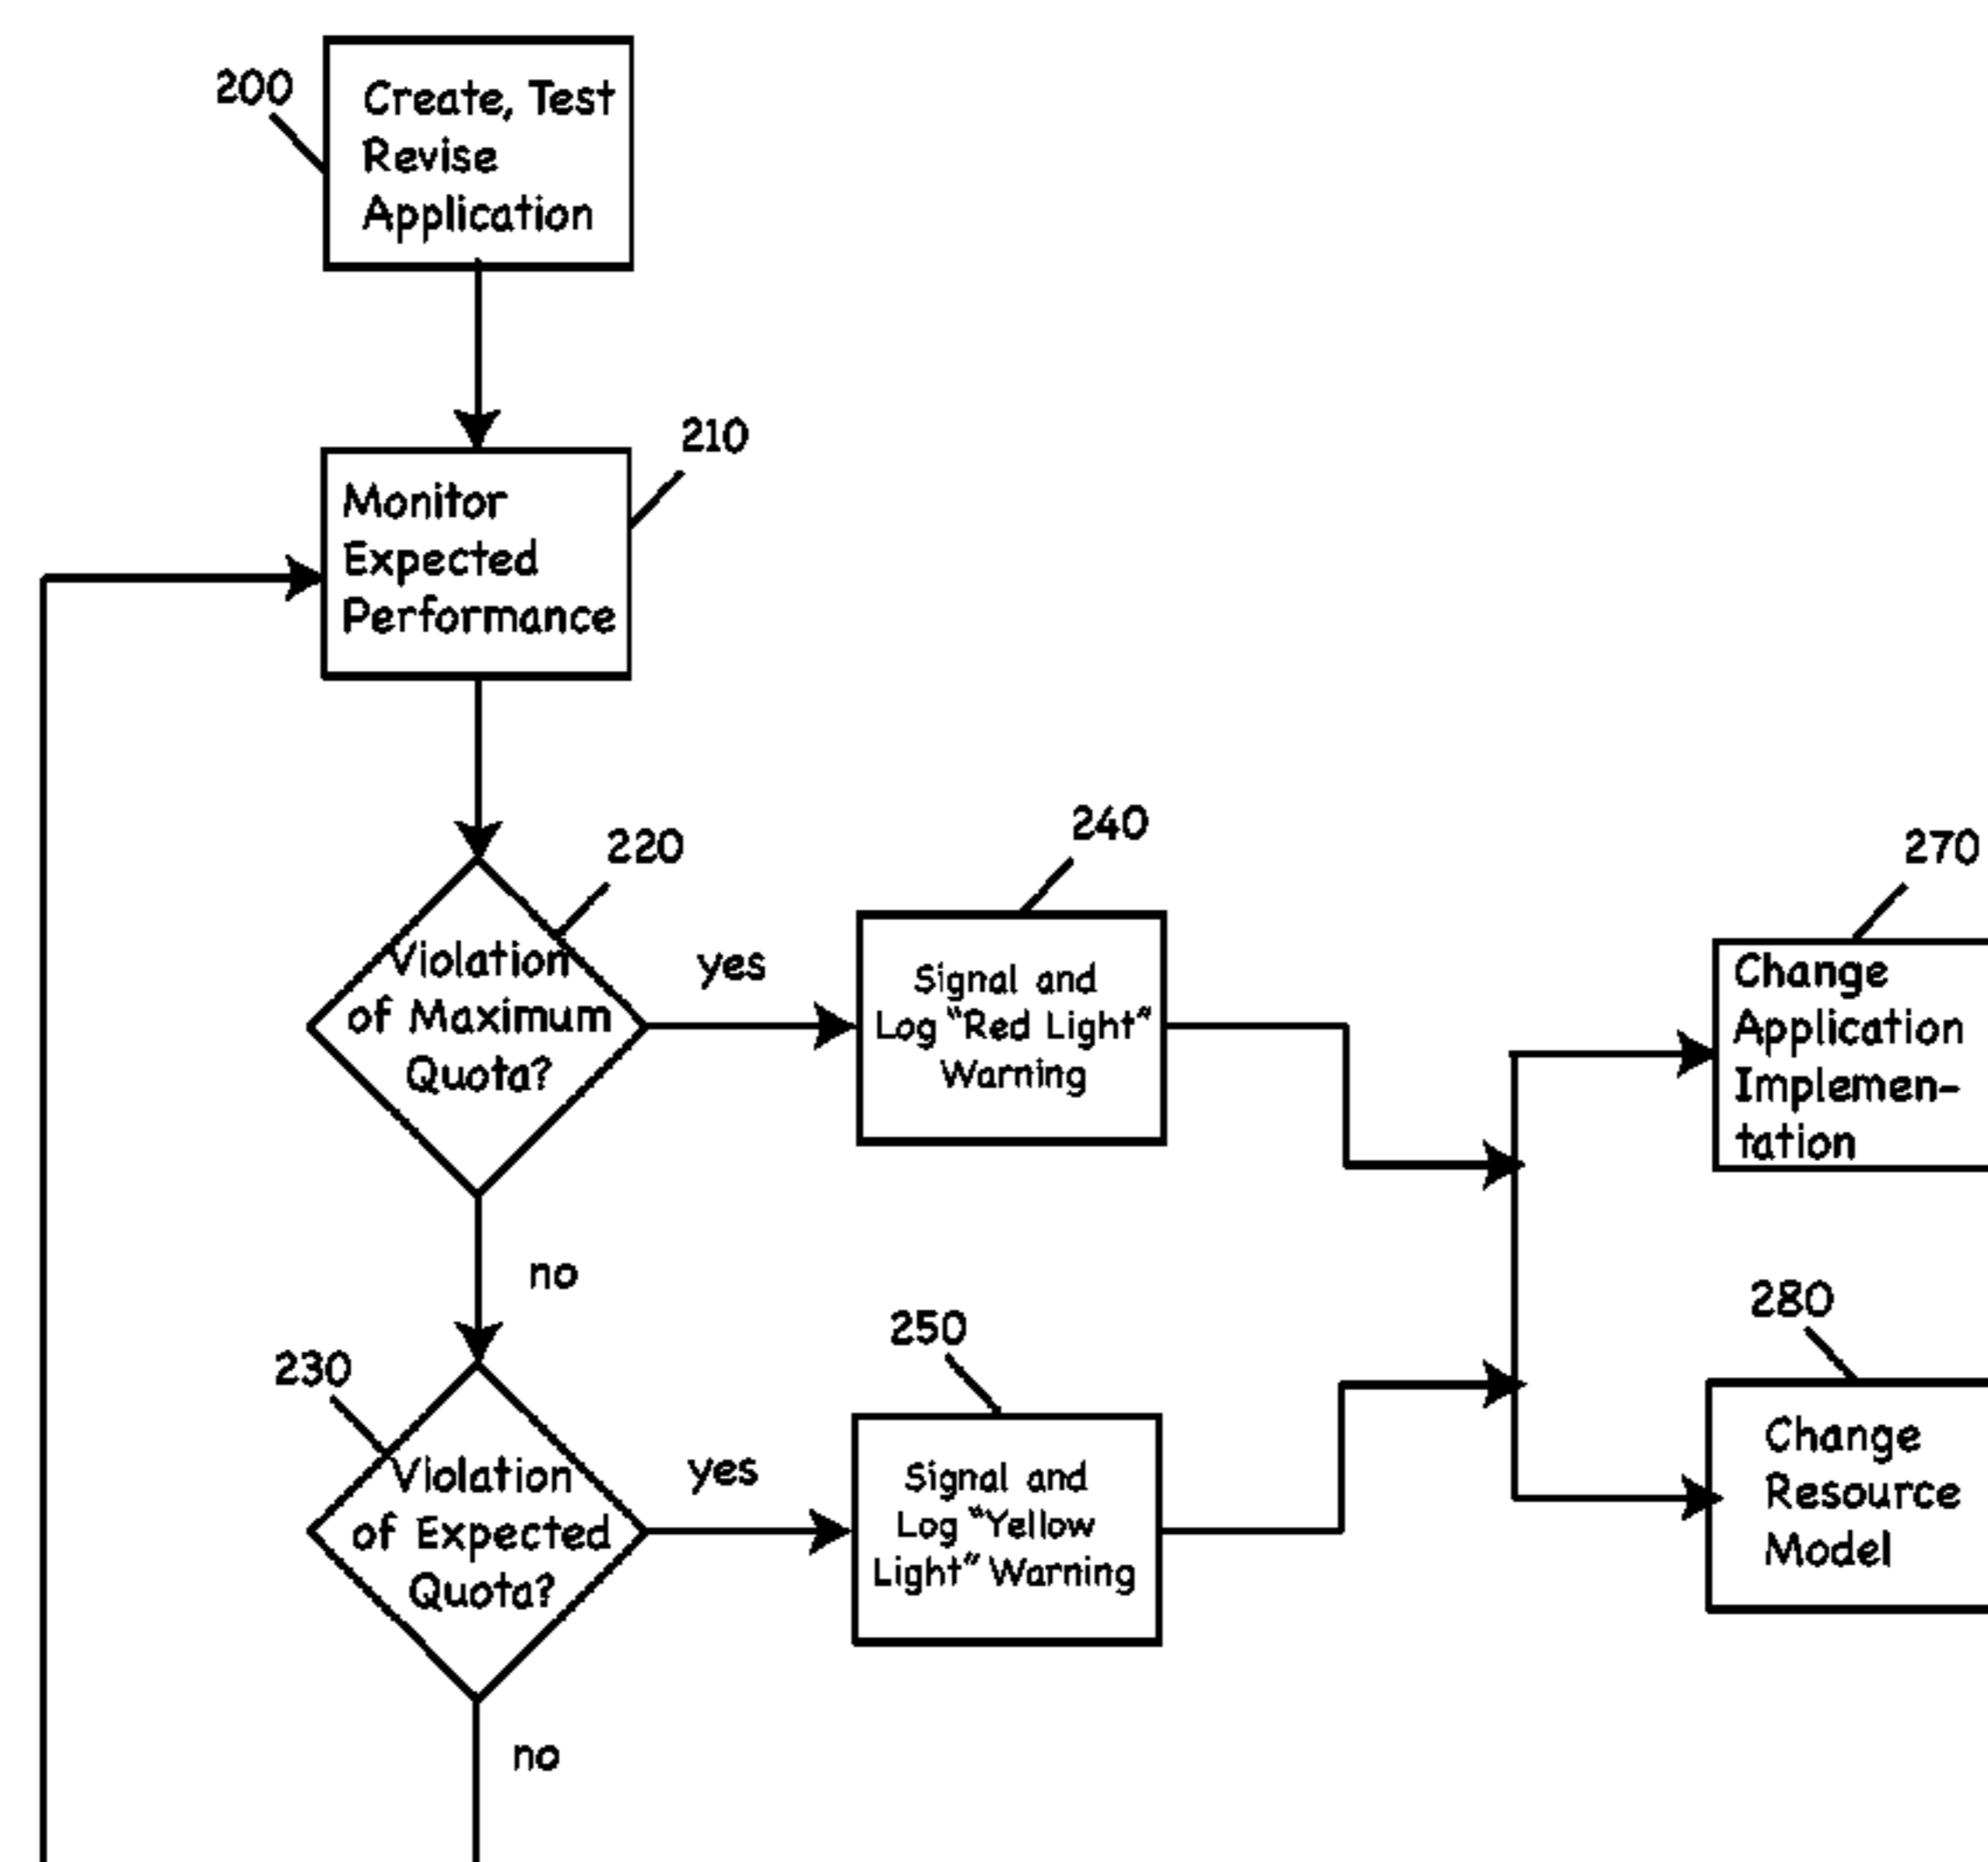 200
Create, Test
Revise
Application
210
Monitor
Expected
Performance
220
Violation
of Maximum
Quota?
yes
240
Signal and
Log “Red Light”
Warning
270
Change
Application
Implemen-
tation
no
230
Violation
of Expected
Quota?
yes
250
Signal and
Log “Yellow
Light” Warning
280
Change
Resource
Model
no